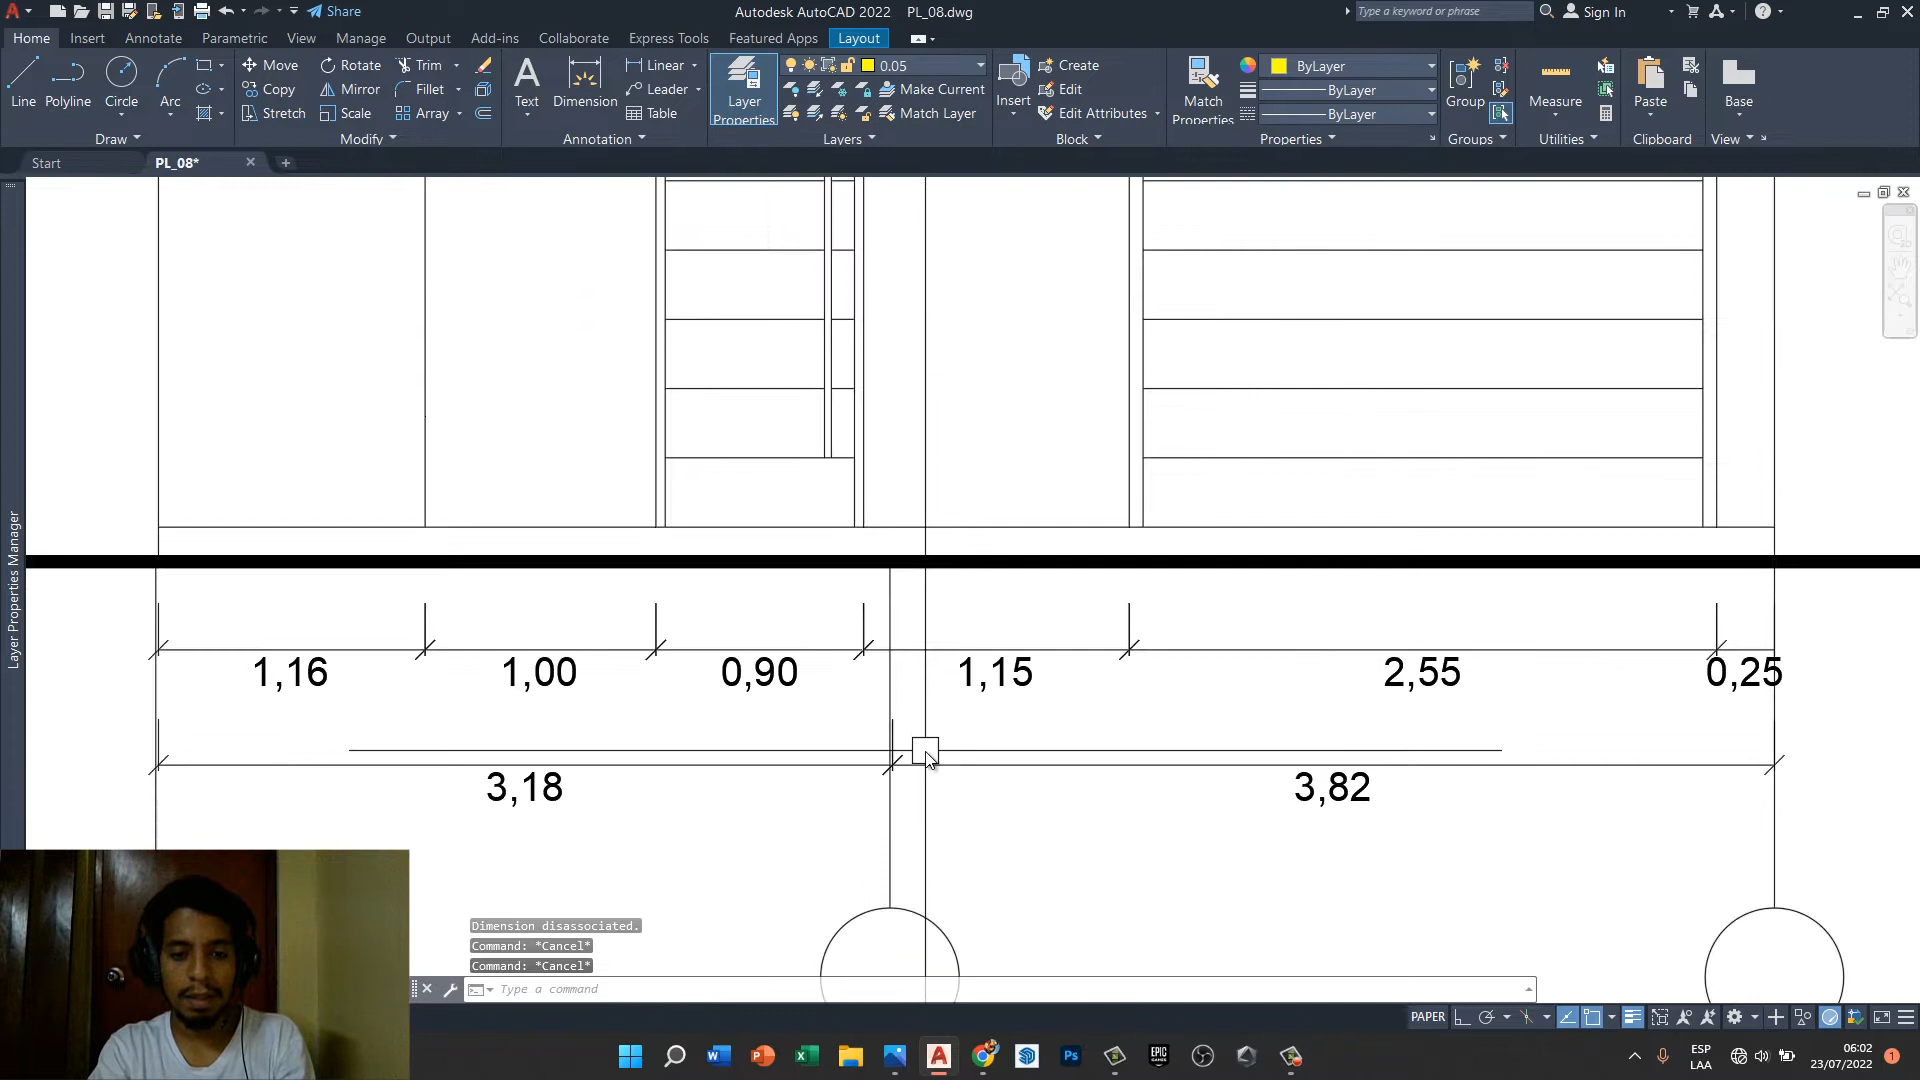 Share
Autodesk AutoCAD 2022 PL_08.dwg
Type a keyword or phrase
Sign In
Home Insert Annotate Parametric View Manage Output Add-ins Collaborate Express Tools Featured Apps Layout
Line Polyline Circle Arc
Move Rotate Trim
Copy Mirror Fillet
Stretch Scale Array
Text Dimension
Linear
Leader
Table
Layer Properties
0.05
Make Current
Match Layer
Insert
Create
Edit
Edit Attributes
Match Properties
ByLayer
ByLayer
ByLayer
Group
Measure
Paste
Base
Draw Modify Annotation Layers Block Properties Groups Utilities Clipboard View
Start PL_08*
Layer Properties Manager
1,16 1,00 0,90 1,15 2,55 0,25
3,18 3,82
Dimension disassociated.
Command: *Cancel*
Command: *Cancel*
Type a command
PAPER
ESP
LAA
06:02
23/07/2022
1
EPIC
GAMES